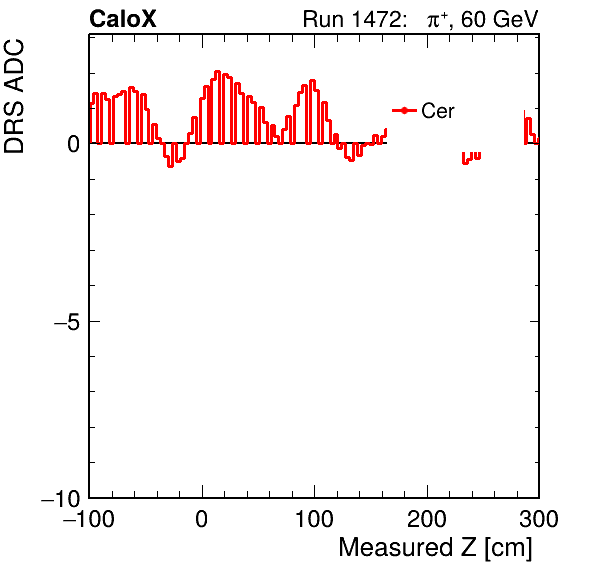 CaloX Run 1472: π⁺, 60 GeV
DRS ADC
Cer
0
−5
−10
−100 0 100 200 300
Measured Z [cm]